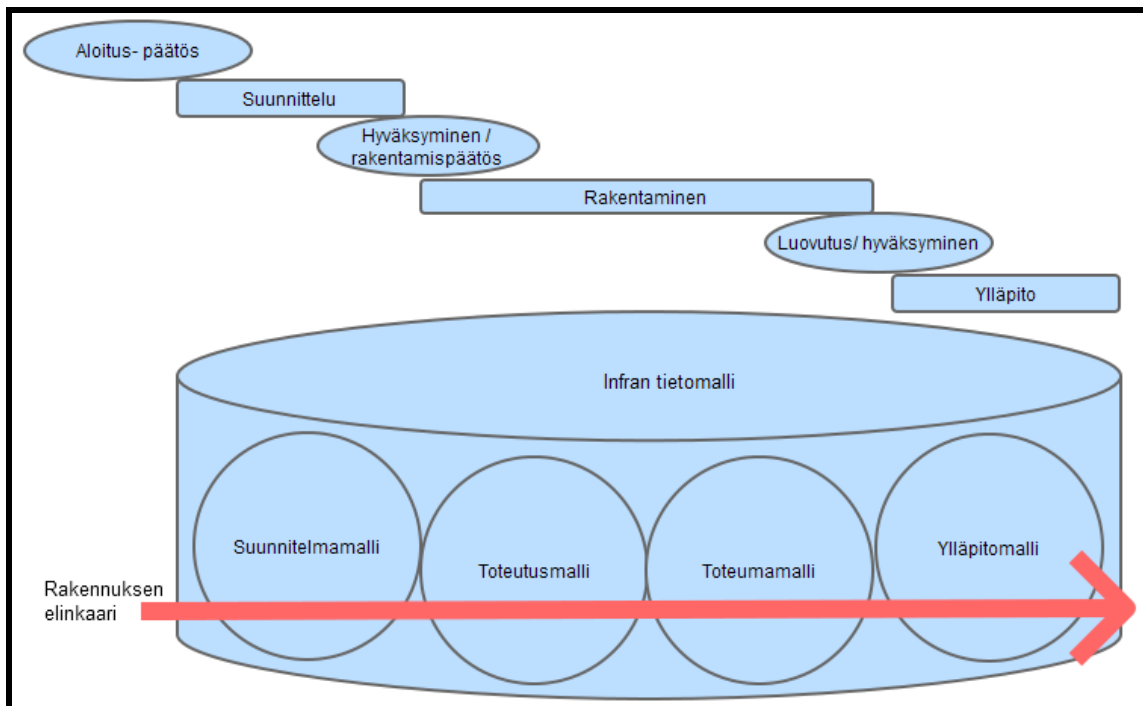 Aloitus- päätös
Suunnittelu
Hyväksyminen /
rakentamispäätös
Rakentaminen
Luovutus/ hyväksyminen
Ylläpito
Infran tietomalli
Suunnitelmamalli
Toteutusmalli
Toteumamalli
Ylläpitomalli
Rakennuksen
elinkaari